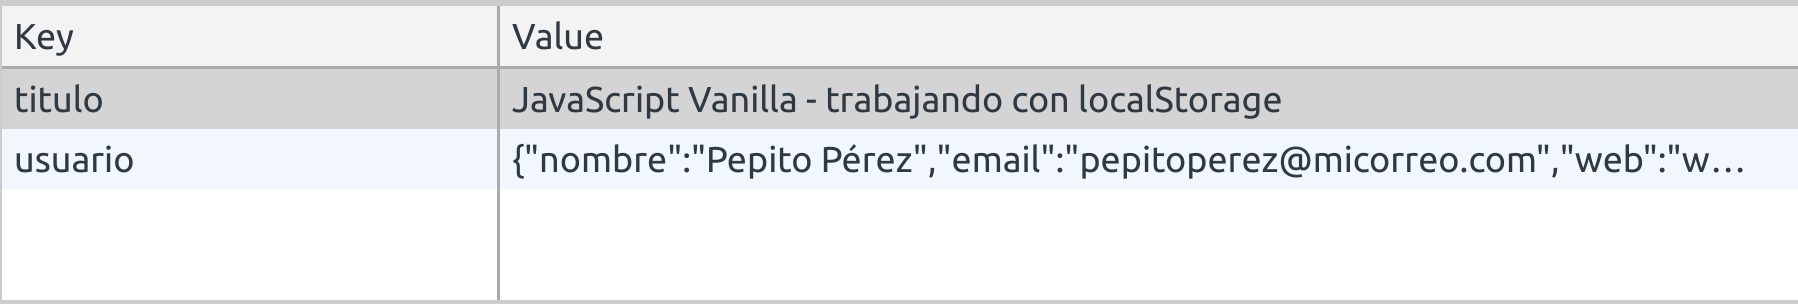 Key Value
titulo JavaScript Vanilla - trabajando con localStorage
usuario {"nombre":"Pepito Pérez","email":"pepitoperez@micorreo.com","web":"w...